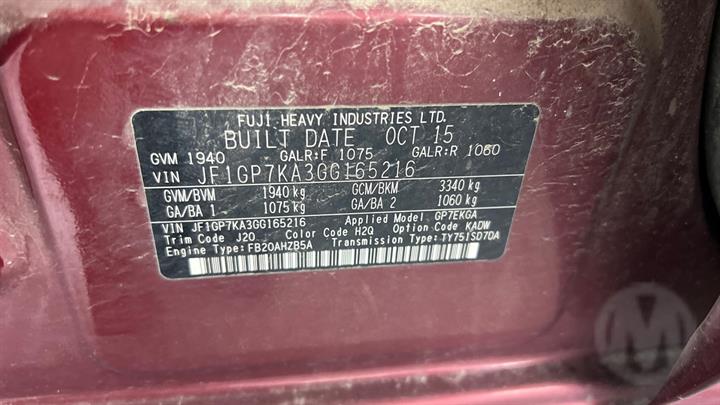 FUJI HEAVY INDUSTRIES LTD.
BUILT DATE OCT 15
GVM 1940 GALR:F 1075 GALR:R 1060
VIN JF1GP7KA3GG165216
GVM/BVM 1940 kg GCM/BKM 3340 kg
GA/BA 1 1075 kg GA/BA 2 1060 kg
VIN JF1GP7KA3GG165216 Applied Model GP7EKGA
Trim Code J20 Color Code H2Q Option Code KADW
Engine Type:FB20AHZB5A Transmission Type:TY751SD7DA
M